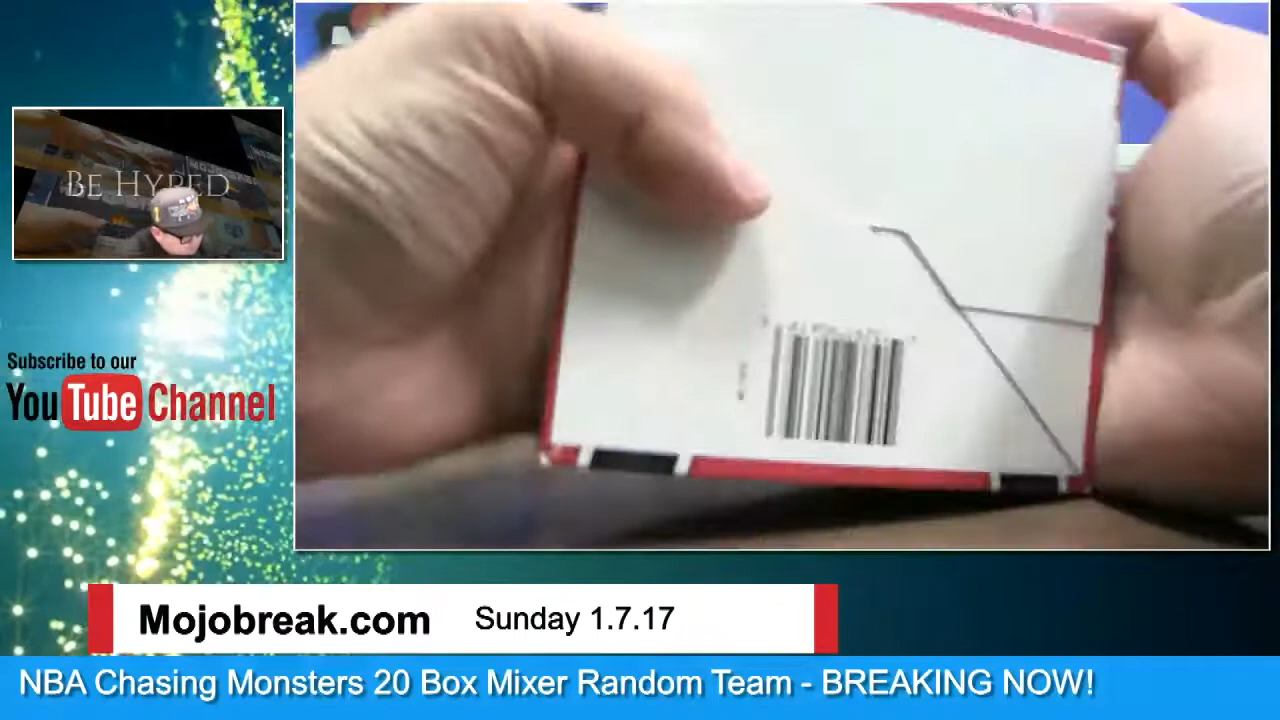 BE HYPED
Subscribe to our
YouTube Channel
Mojobreak.com Sunday 1.7.17
NBA Chasing Monsters 20 Box Mixer Random Team - BREAKING NOW!